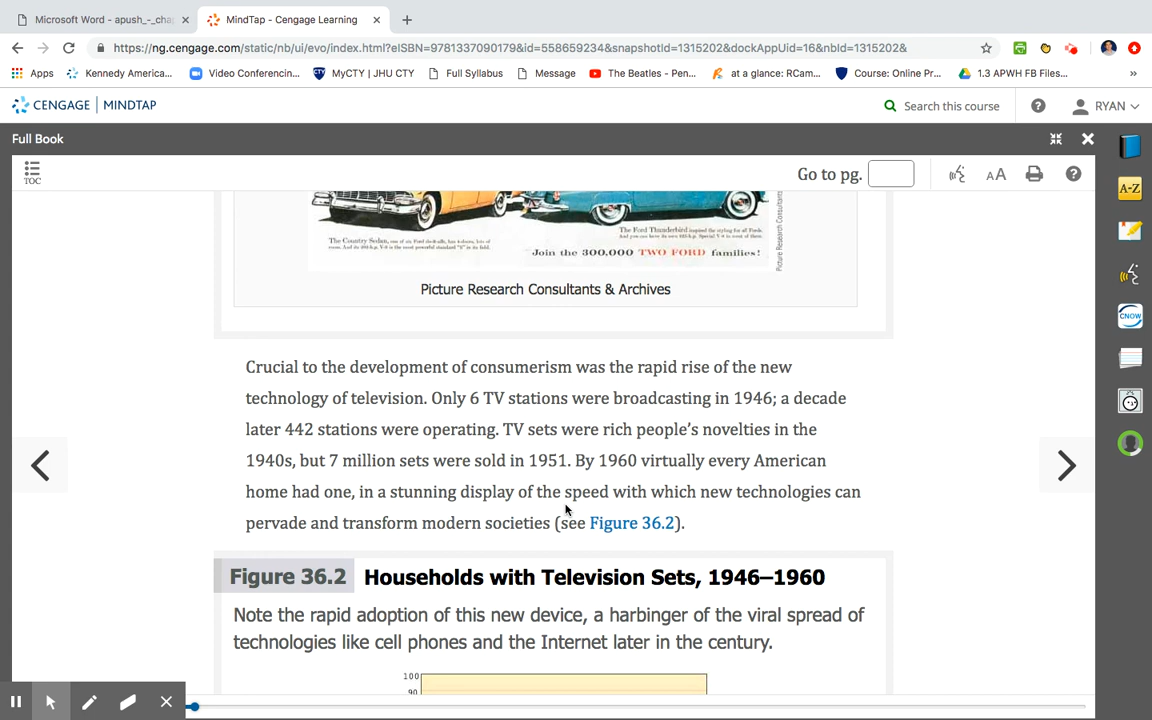 Microsoft Word - apush_-_cha
MindTap - Cengage Learning
https://ng.cengage.com/static/nb/ui/evo/index.html?eISBN=9781337090179&id=558659234&snapshotId=1315202&dockAppUid=16&nbId=1315202&
Apps
Kennedy America...
Video Conferencin...
CTY
MyCTY | JHU CTY
Full Syllabus
Message
The Beatles - Pen...
at a glance: RCam...
Course: Online Pr...
1.3 APWH FB Files...
CENGAGE | MINDTAP
Search this course
RYAN
Full Book
TOC
Go to pg.
AA
A-Z
CNOW
Join the 300,000 TWO FORD families!
Picture Research Consultants
Picture Research Consultants & Archives
Crucial to the development of consumerism was the rapid rise of the new
technology of television. Only 6 TV stations were broadcasting in 1946; a decade
later 442 stations were operating. TV sets were rich people's novelties in the
1940s, but 7 million sets were sold in 1951. By 1960 virtually every American
home had one, in a stunning display of the speed with which new technologies can
pervade and transform modern societies (see Figure 36.2).
Figure 36.2 Households with Television Sets, 1946–1960
Note the rapid adoption of this new device, a harbinger of the viral spread of
technologies like cell phones and the Internet later in the century.
100
90